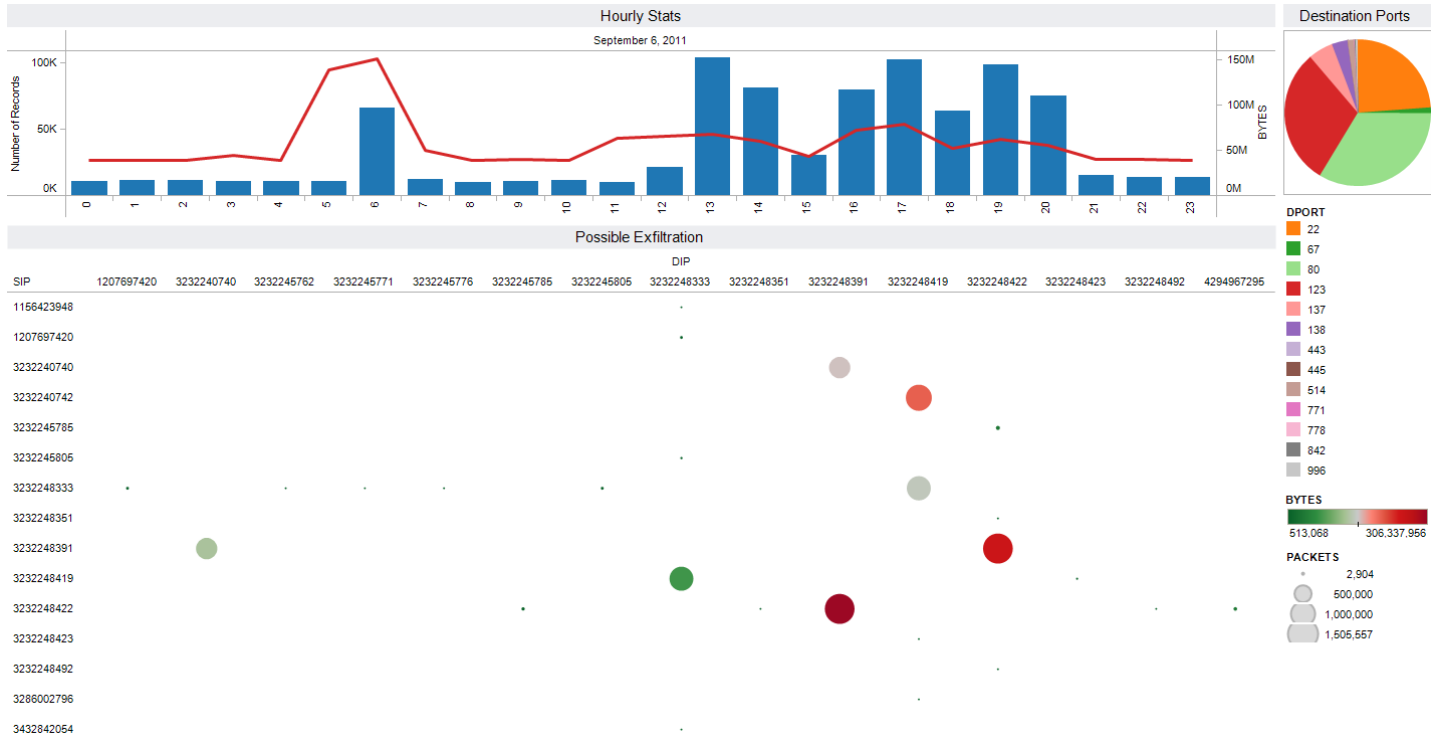 Hourly Stats
September 6, 2011
Number of Records
100K
50K
0K
150M
100M
50M
0M
BYTES
0 1 2 3 4 5 6 7 8 9 10 11 12 13 14 15 16 17 18 19 20 21 22 23
Possible Exfiltration
DIP
SIP 1207697420 3232240740 3232245762 3232245771 3232245776 3232245785 3232245805 3232248333 3232248351 3232248391 3232248419 3232248422 3232248423 3232248492 4294967295
1156423948
1207697420
3232240740
3232240742
3232245785
3232245805
3232248333
3232248351
3232248391
3232248419
3232248422
3232248423
3232248492
3286002796
3432842054
Destination Ports
DPORT
22
67
80
123
137
138
443
445
514
771
778
842
996
BYTES
513,068 306,337,956
PACKETS
2,904
500,000
1,000,000
1,505,557